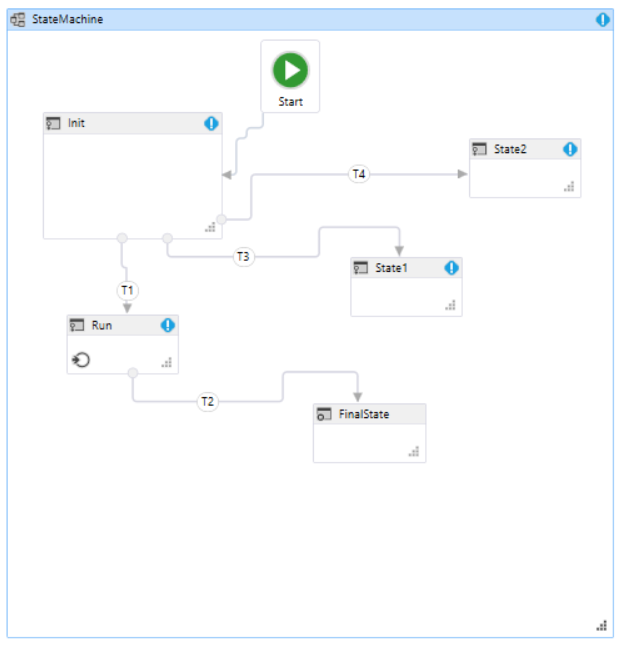 StateMachine
Start
Init
State2
T4
T3
State1
T1
Run
T2
FinalState